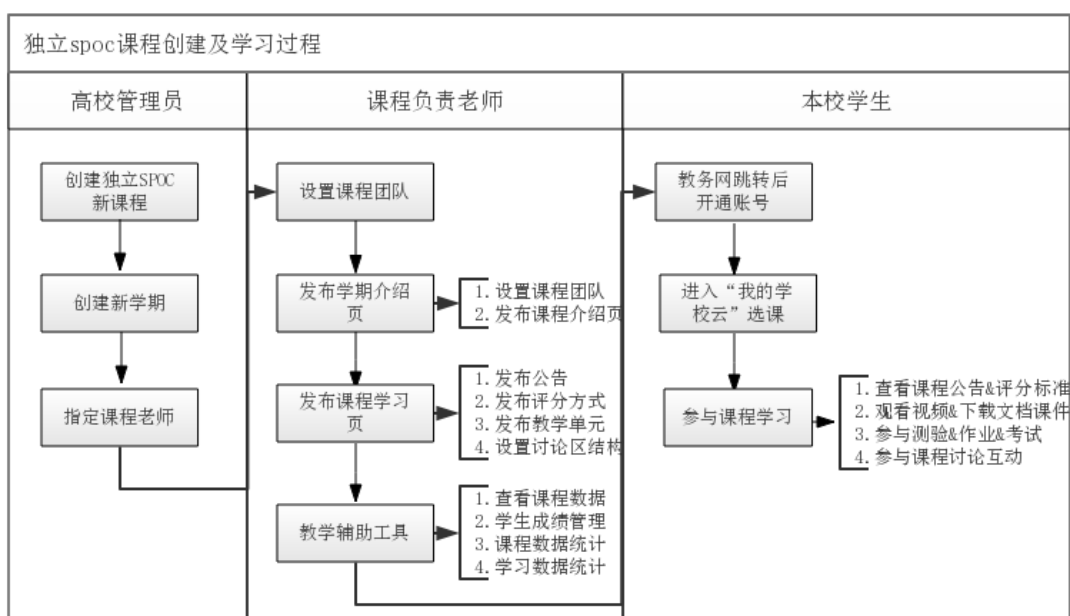 独立spoc课程创建及学习过程
高校管理员
课程负责老师
本校学生
创建独立SPOC
新课程
创建新学期
指定课程老师
设置课程团队
发布学期介绍
页
1. 设置课程团队
2. 发布课程介绍页
发布课程学习
页
1. 发布公告
2. 发布评分方式
3. 发布教学单元
4. 设置讨论区结构
教学辅助工具
1. 查看课程数据
2. 学生成绩管理
3. 课程数据统计
4. 学习数据统计
教务网跳转后
开通账号
进入“我的学
校云”选课
参与课程学习
1. 查看课程公告&评分标准
2. 观看视频&下载文档课件
3. 参与测验&作业&考试
4. 参与课程讨论互动